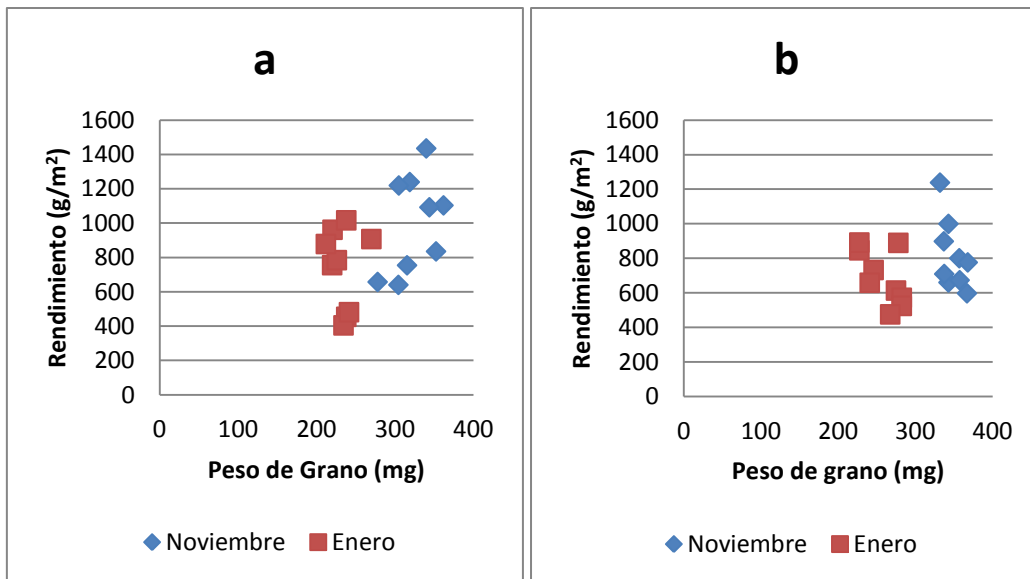 a
1600
1400
1200
1000
800
600
400
200
0
Rendimiento (g/m²)
0 100 200 300 400
Peso de Grano (mg)
Noviembre Enero
b
1600
1400
1200
1000
800
600
400
200
0
Rendimiento (g/m²)
0 100 200 300 400
Peso de grano (mg)
Noviembre Enero